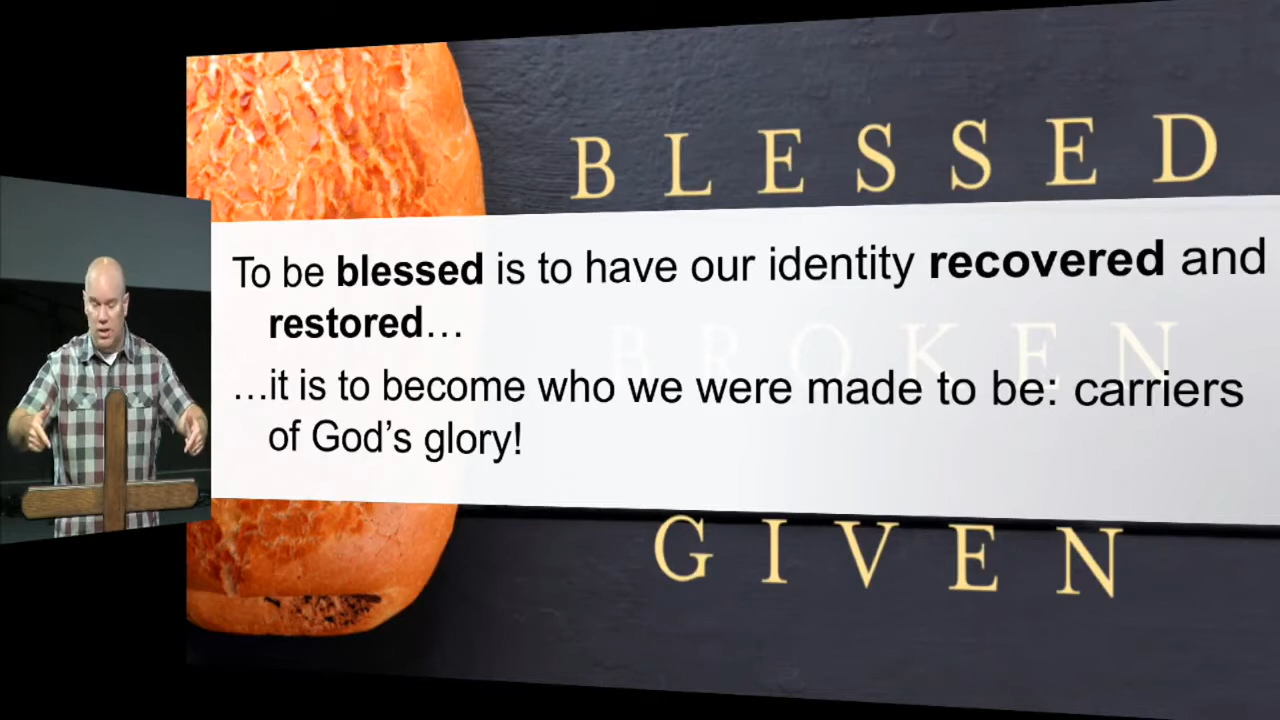 BLESSED
To be blessed is to have our identity recovered and
restored…
BROKEN
…it is to become who we were made to be: carriers
of God’s glory!
GIVEN